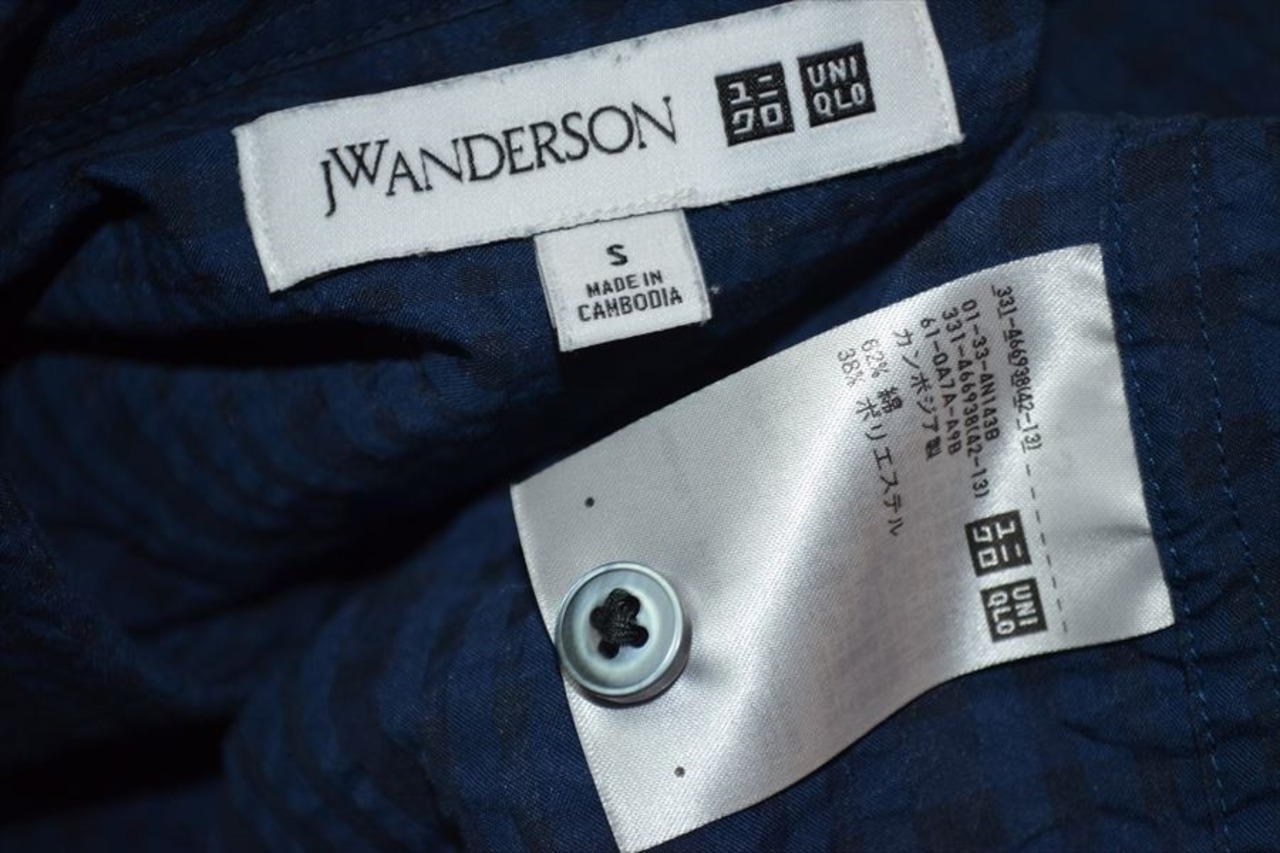 JWANDERSON
ユニ
クロ
UNI
QLO
S
MADE IN
CAMBODIA
331-466938(42-13)
01-33-4N143B
331-466938(42-13)
61-0A7A-A9B
カンボジア製
62% 綿
38% ポリエステル
ユニ
クロ
UNI
QLO